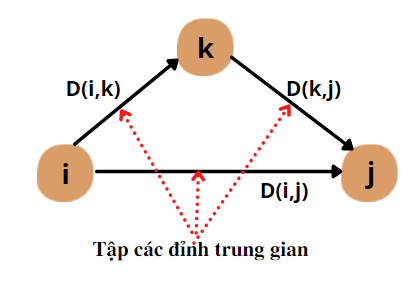 k
D(i,k)
D(k,j)
i
j
D(i,j)
Tập các đỉnh trung gian